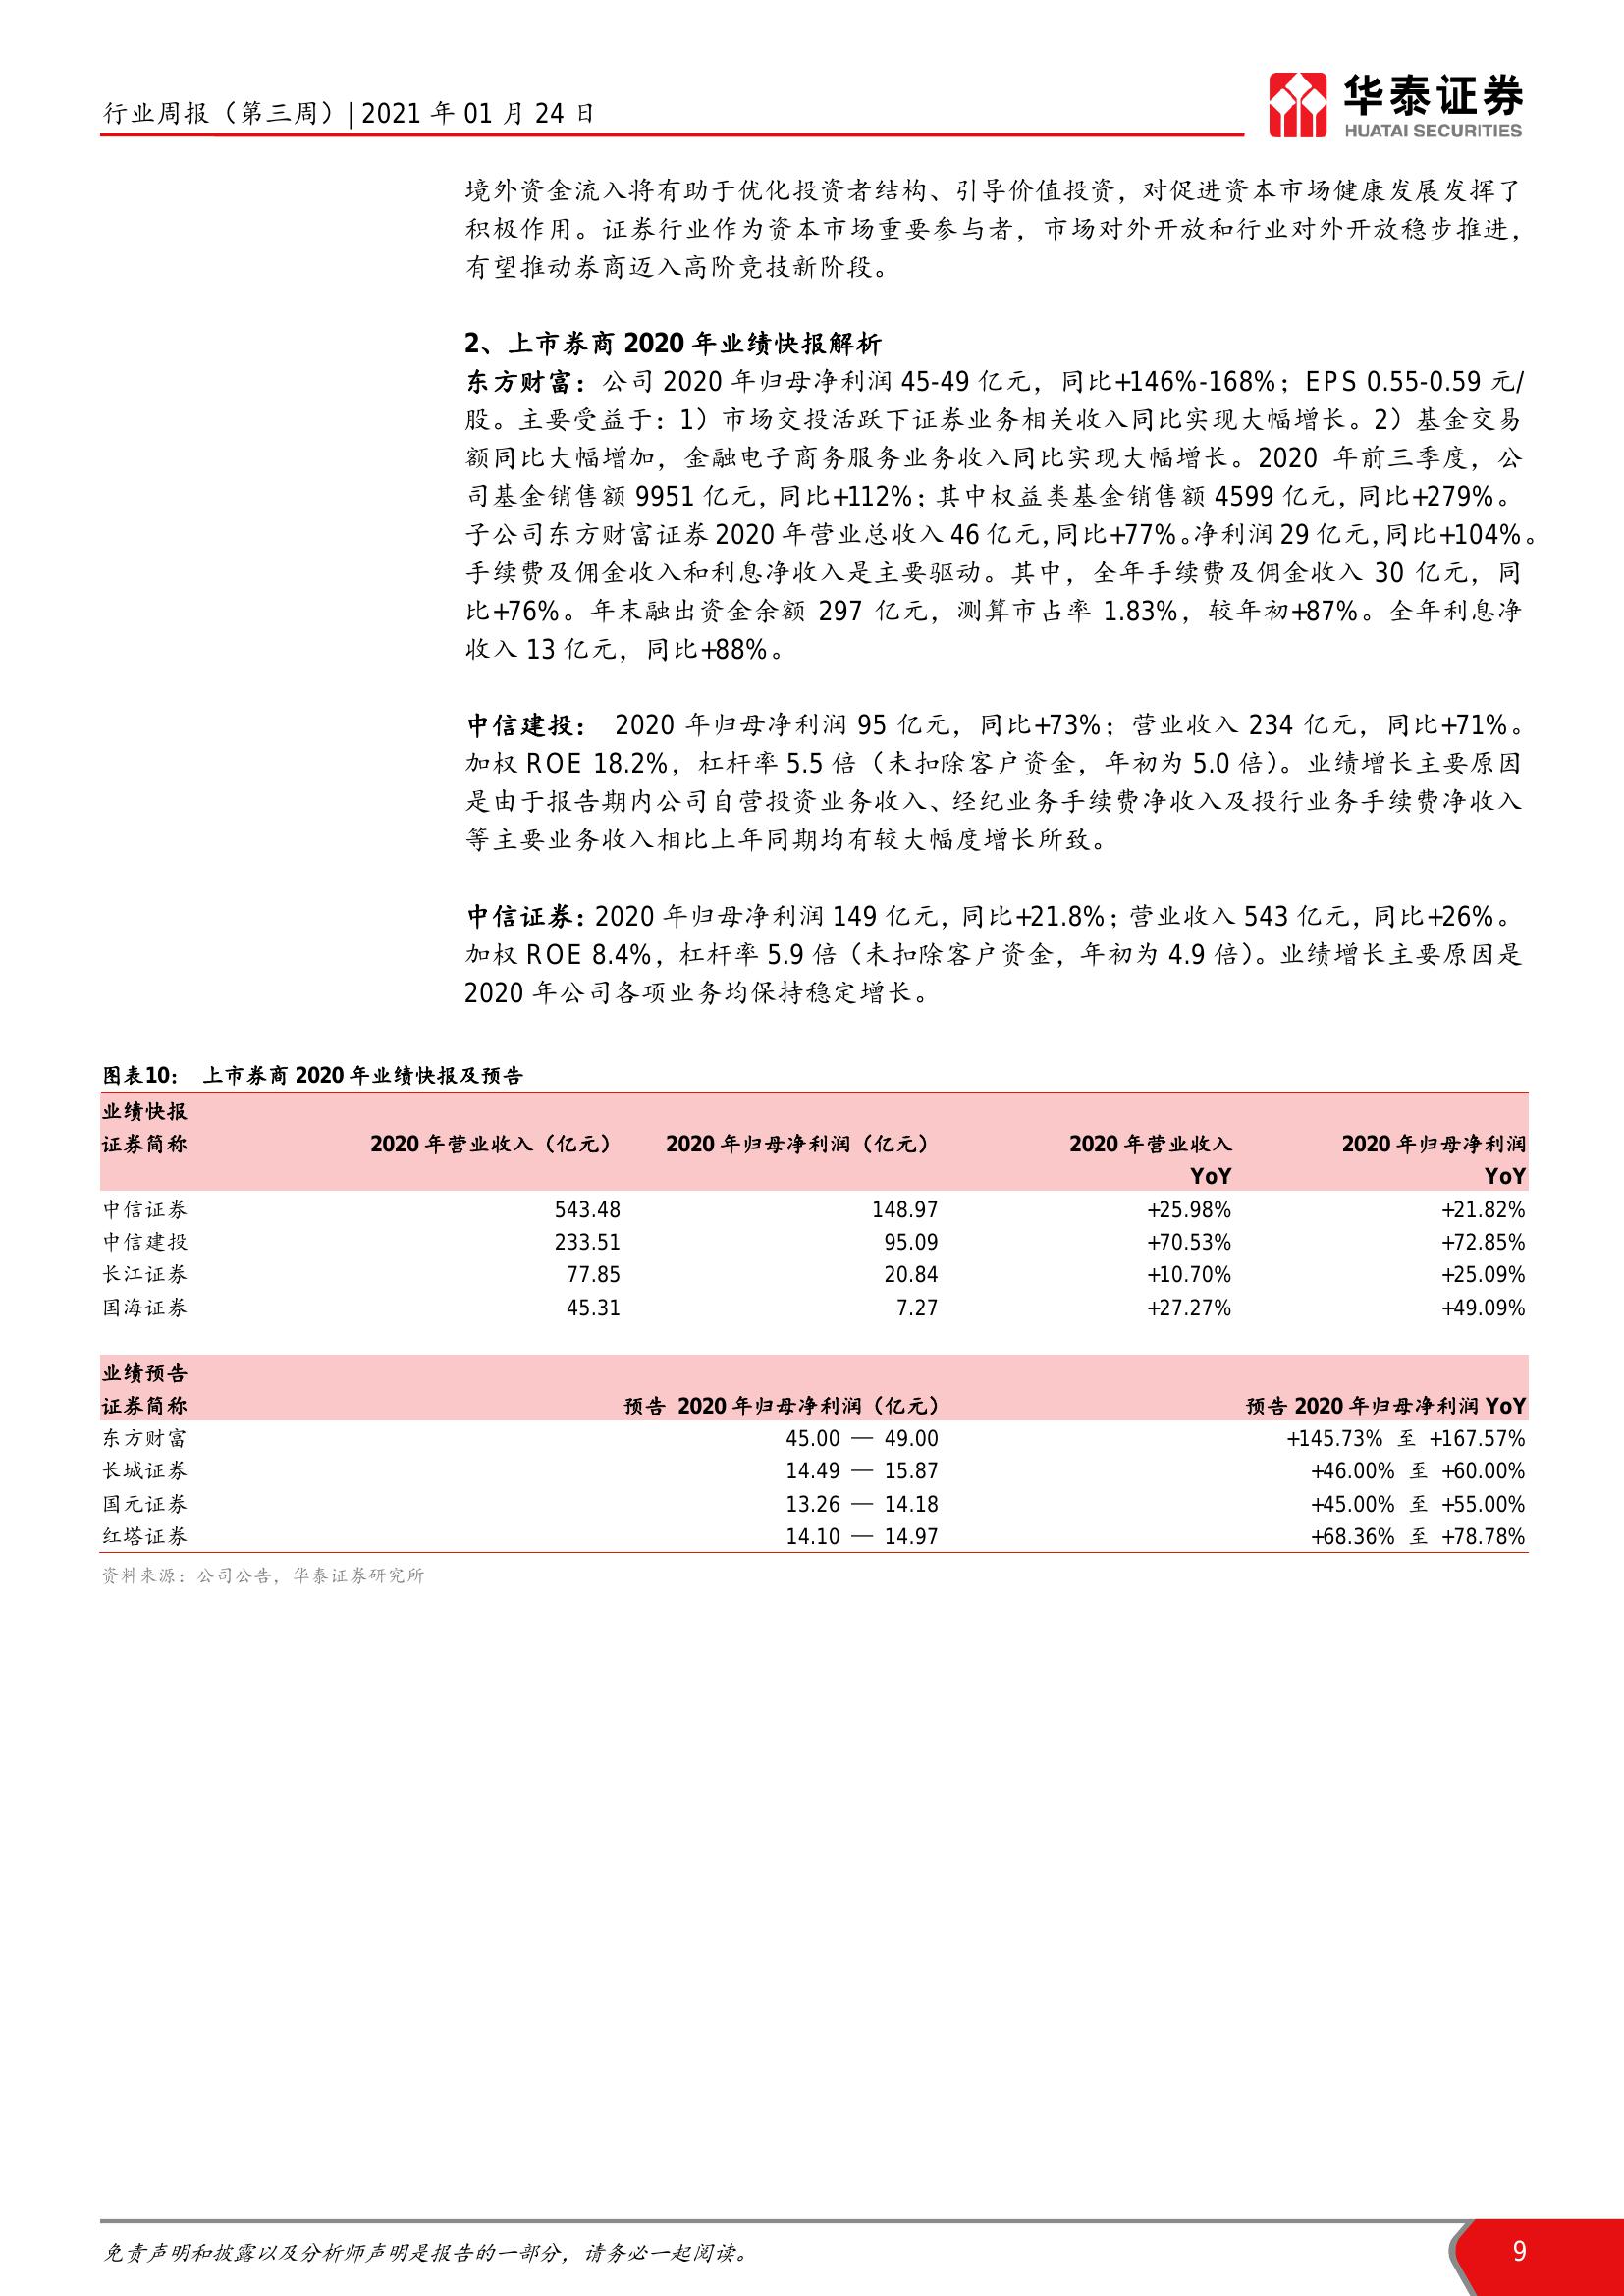 行业周报（第三周）| 2021 年 01 月 24 日
华泰证券
HUATAI SECURITIES
境外资金流入将有助于优化投资者结构、引导价值投资，对促进资本市场健康发展发挥了
积极作用。证券行业作为资本市场重要参与者，市场对外开放和行业对外开放稳步推进，
有望推动券商迈入高阶竞技新阶段。
2、上市券商 2020 年业绩快报解析
东方财富：公司 2020 年归母净利润 45-49 亿元，同比+146%-168%；EPS 0.55-0.59 元/
股。主要受益于：1）市场交投活跃下证券业务相关收入同比实现大幅增长。2）基金交易
额同比大幅增加，金融电子商务服务业务收入同比实现大幅增长。2020 年前三季度，公
司基金销售额 9951 亿元，同比+112%；其中权益类基金销售额 4599 亿元，同比+279%。
子公司东方财富证券 2020 年营业总收入 46 亿元，同比+77%。净利润 29 亿元，同比+104%。
手续费及佣金收入和利息净收入是主要驱动。其中，全年手续费及佣金收入 30 亿元，同
比+76%。年末融出资金余额 297 亿元，测算市占率 1.83%，较年初+87%。全年利息净
收入 13 亿元，同比+88%。
中信建投： 2020 年归母净利润 95 亿元，同比+73%；营业收入 234 亿元，同比+71%。
加权 ROE 18.2%，杠杆率 5.5 倍（未扣除客户资金，年初为 5.0 倍）。业绩增长主要原因
是由于报告期内公司自营投资业务收入、经纪业务手续费净收入及投行业务手续费净收入
等主要业务收入相比上年同期均有较大幅度增长所致。
中信证券：2020 年归母净利润 149 亿元，同比+21.8%；营业收入 543 亿元，同比+26%。
加权 ROE 8.4%，杠杆率 5.9 倍（未扣除客户资金，年初为 4.9 倍）。业绩增长主要原因是
2020 年公司各项业务均保持稳定增长。
图表10： 上市券商 2020 年业绩快报及预告
业绩快报
证券简称 2020 年营业收入（亿元） 2020 年归母净利润（亿元） 2020 年营业收入 2020 年归母净利润
YoY YoY
中信证券 543.48 148.97 +25.98% +21.82%
中信建投 233.51 95.09 +70.53% +72.85%
长江证券 77.85 20.84 +10.70% +25.09%
国海证券 45.31 7.27 +27.27% +49.09%
业绩预告
证券简称 预告 2020 年归母净利润（亿元） 预告 2020 年归母净利润 YoY
东方财富 45.00 — 49.00 +145.73% 至 +167.57%
长城证券 14.49 — 15.87 +46.00% 至 +60.00%
国元证券 13.26 — 14.18 +45.00% 至 +55.00%
红塔证券 14.10 — 14.97 +68.36% 至 +78.78%
资料来源：公司公告，华泰证券研究所
免责声明和披露以及分析师声明是报告的一部分，请务必一起阅读。
9